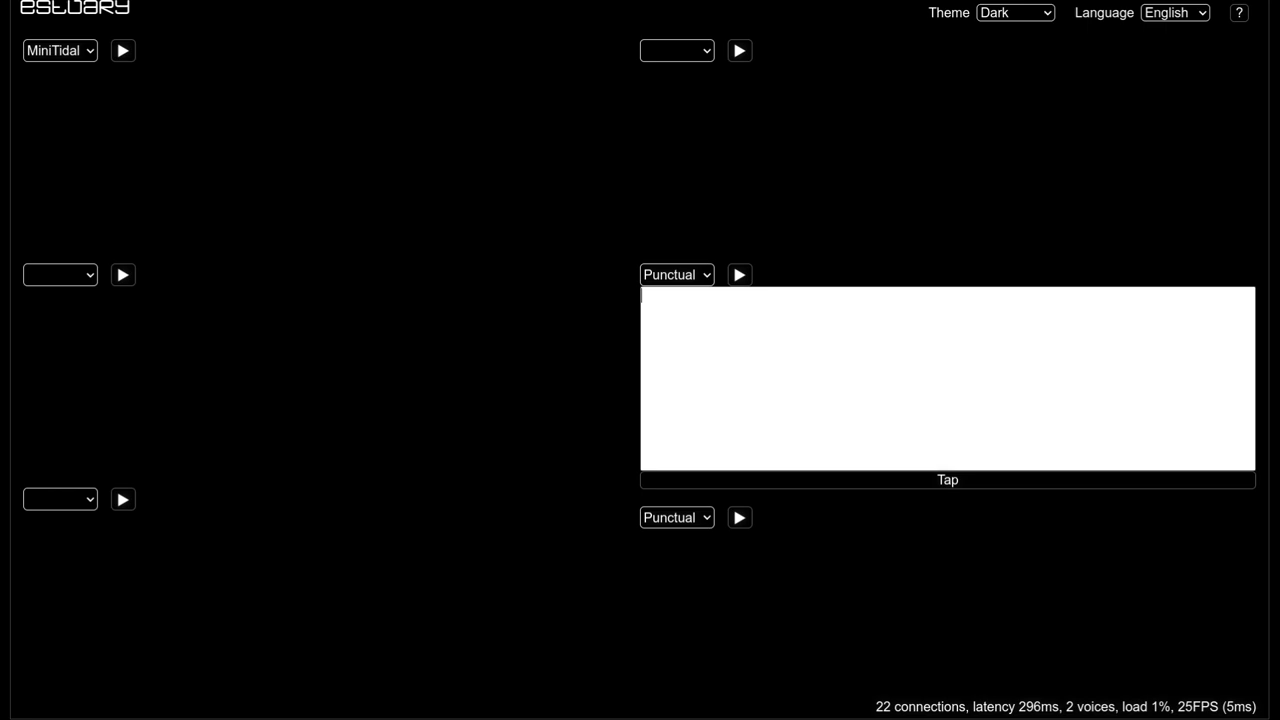 estuary
Theme Dark Language English ?
MiniTidal
Punctual
Tap
Punctual
22 connections, latency 296ms, 2 voices, load 1%, 25FPS (5ms)